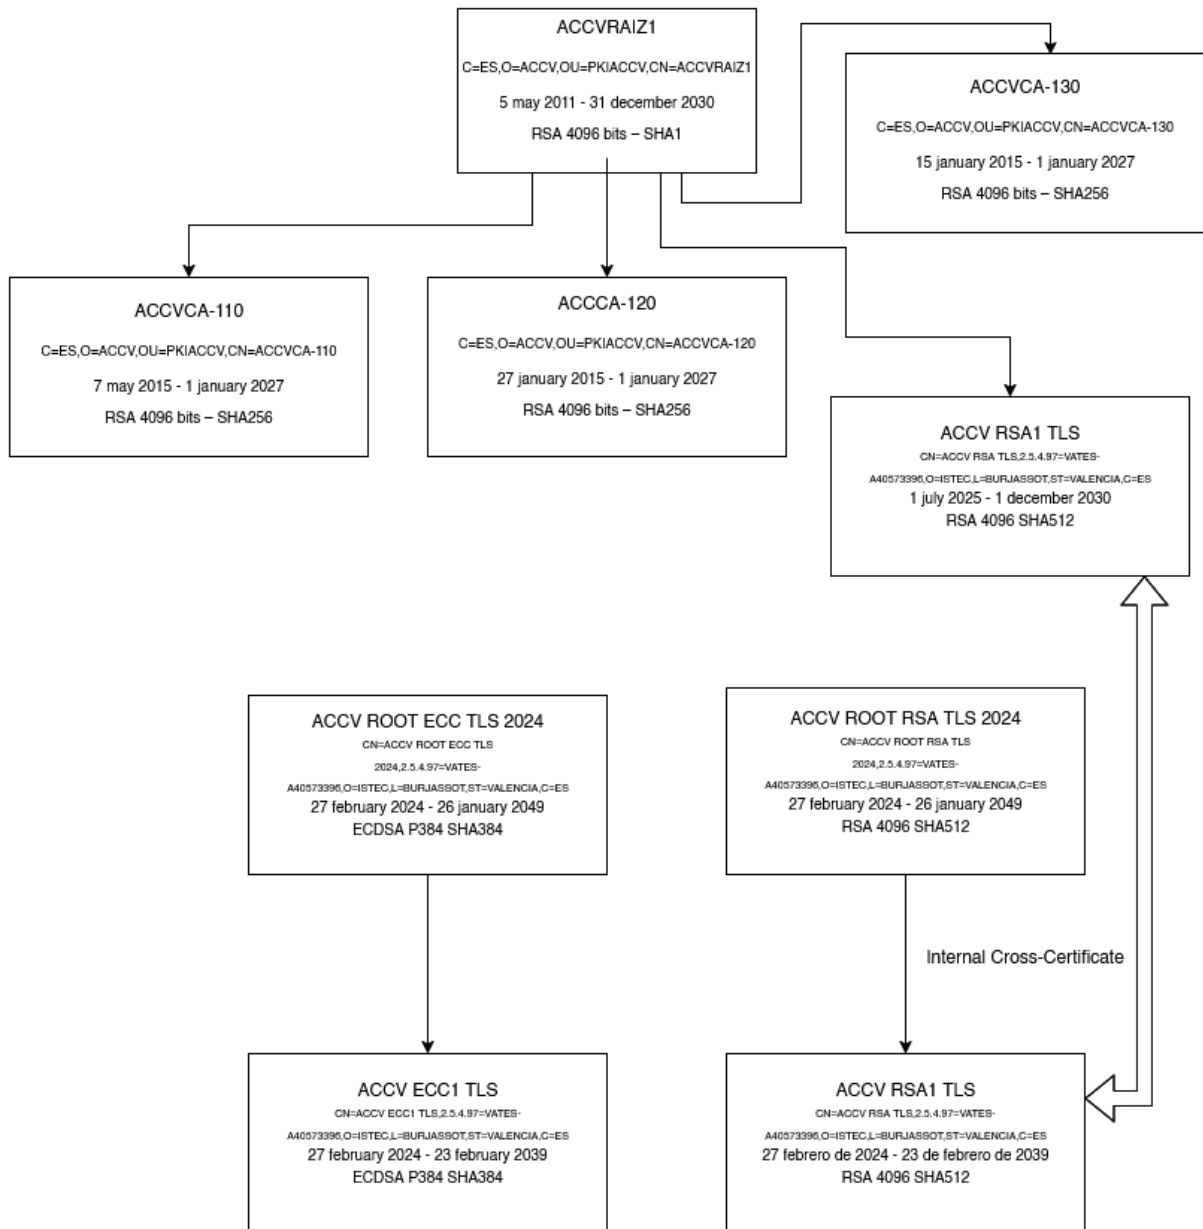 ACCVRAIZ1
C=ES,O=ACCV,OU=PKIACCV,CN=ACCVRAIZ1
5 may 2011 - 31 december 2030
RSA 4096 bits – SHA1
ACCVCA-130
C=ES,O=ACCV,OU=PKIACCV,CN=ACCVCA-130
15 january 2015 - 1 january 2027
RSA 4096 bits – SHA256
ACCVCA-110
C=ES,O=ACCV,OU=PKIACCV,CN=ACCVCA-110
7 may 2015 - 1 january 2027
RSA 4096 bits – SHA256
ACCCA-120
C=ES,O=ACCV,OU=PKIACCV,CN=ACCVCA-120
27 january 2015 - 1 january 2027
RSA 4096 bits – SHA256
ACCV RSA1 TLS
CN=ACCV RSA TLS,2.5.4.97=VATES-
A40573396,O=ISTEC,L=BURJASSOT,ST=VALENCIA,C=ES
1 july 2025 - 1 december 2030
RSA 4096 SHA512
ACCV ROOT ECC TLS 2024
CN=ACCV ROOT ECC TLS
2024,2.5.4.97=VATES-
A40573396,O=ISTEC,L=BURJASSOT,ST=VALENCIA,C=ES
27 february 2024 - 26 january 2049
ECDSA P384 SHA384
ACCV ROOT RSA TLS 2024
CN=ACCV ROOT RSA TLS
2024,2.5.4.97=VATES-
A40573396,O=ISTEC,L=BURJASSOT,ST=VALENCIA,C=ES
27 february 2024 - 26 january 2049
RSA 4096 SHA512
Internal Cross-Certificate
ACCV ECC1 TLS
CN=ACCV ECC1 TLS,2.5.4.97=VATES-
A40573396,O=ISTEC,L=BURJASSOT,ST=VALENCIA,C=ES
27 february 2024 - 23 february 2039
ECDSA P384 SHA384
ACCV RSA1 TLS
CN=ACCV RSA TLS,2.5.4.97=VATES-
A40573396,O=ISTEC,L=BURJASSOT,ST=VALENCIA,C=ES
27 febrero de 2024 - 23 de febrero de 2039
RSA 4096 SHA512